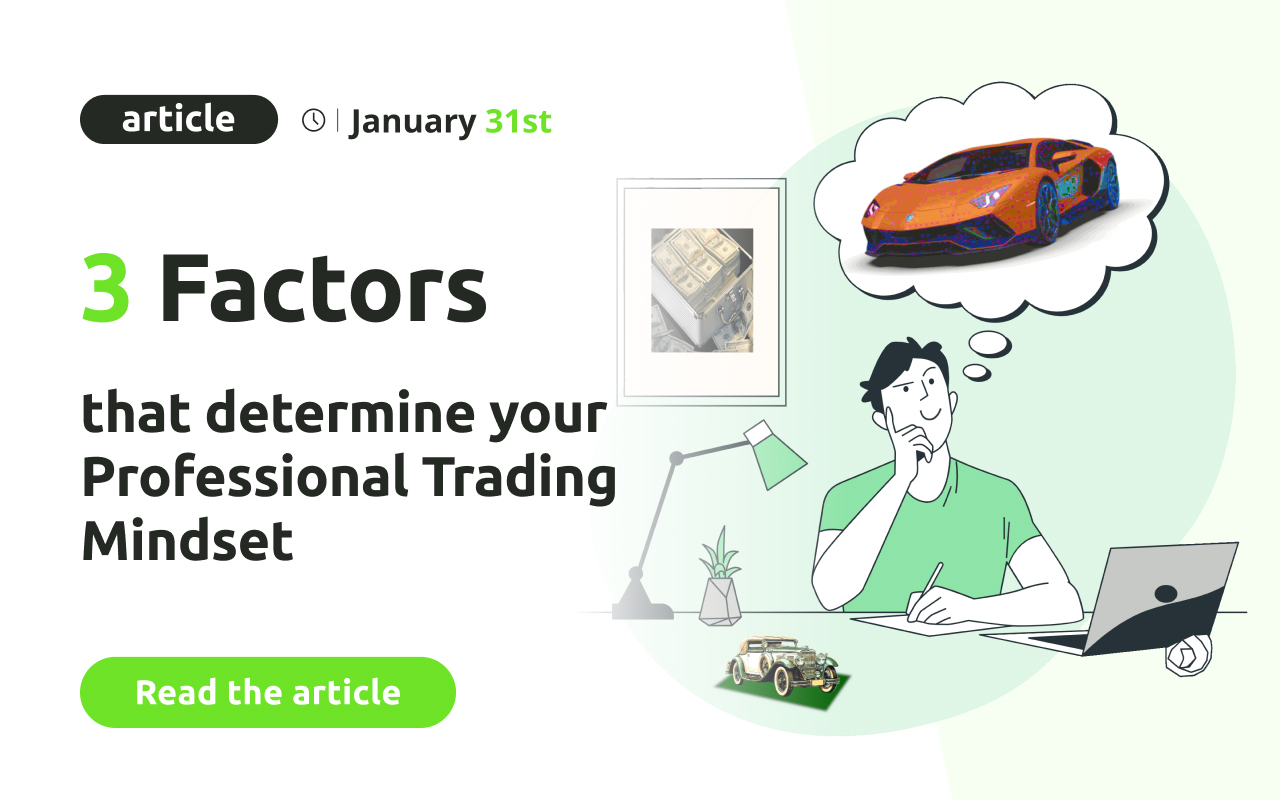 article
January 31st
3 Factors
that determine your
Professional Trading
Mindset
Read the article